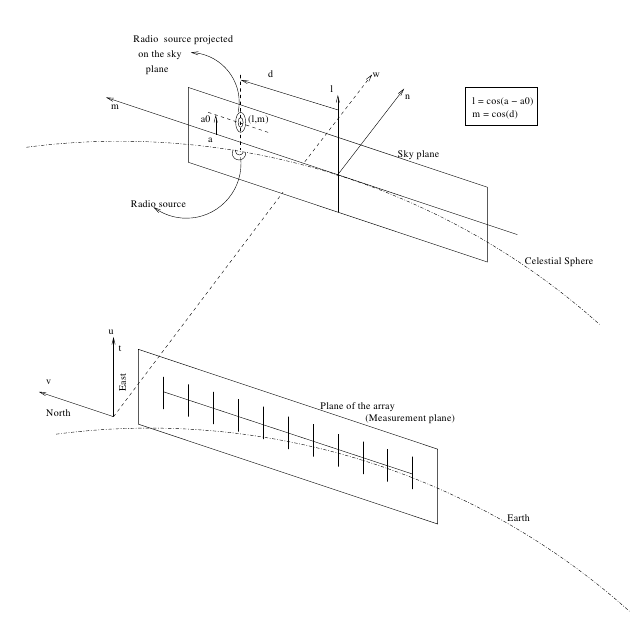 Radio source projected
on the sky
plane
d
w
l
n
m
a0
(l,m)
a
l = cos(a − a0)
m = cos(d)
Sky plane
Radio source
Celestial Sphere
u
t
East
v
North
Plane of the array
(Measurement plane)
Earth